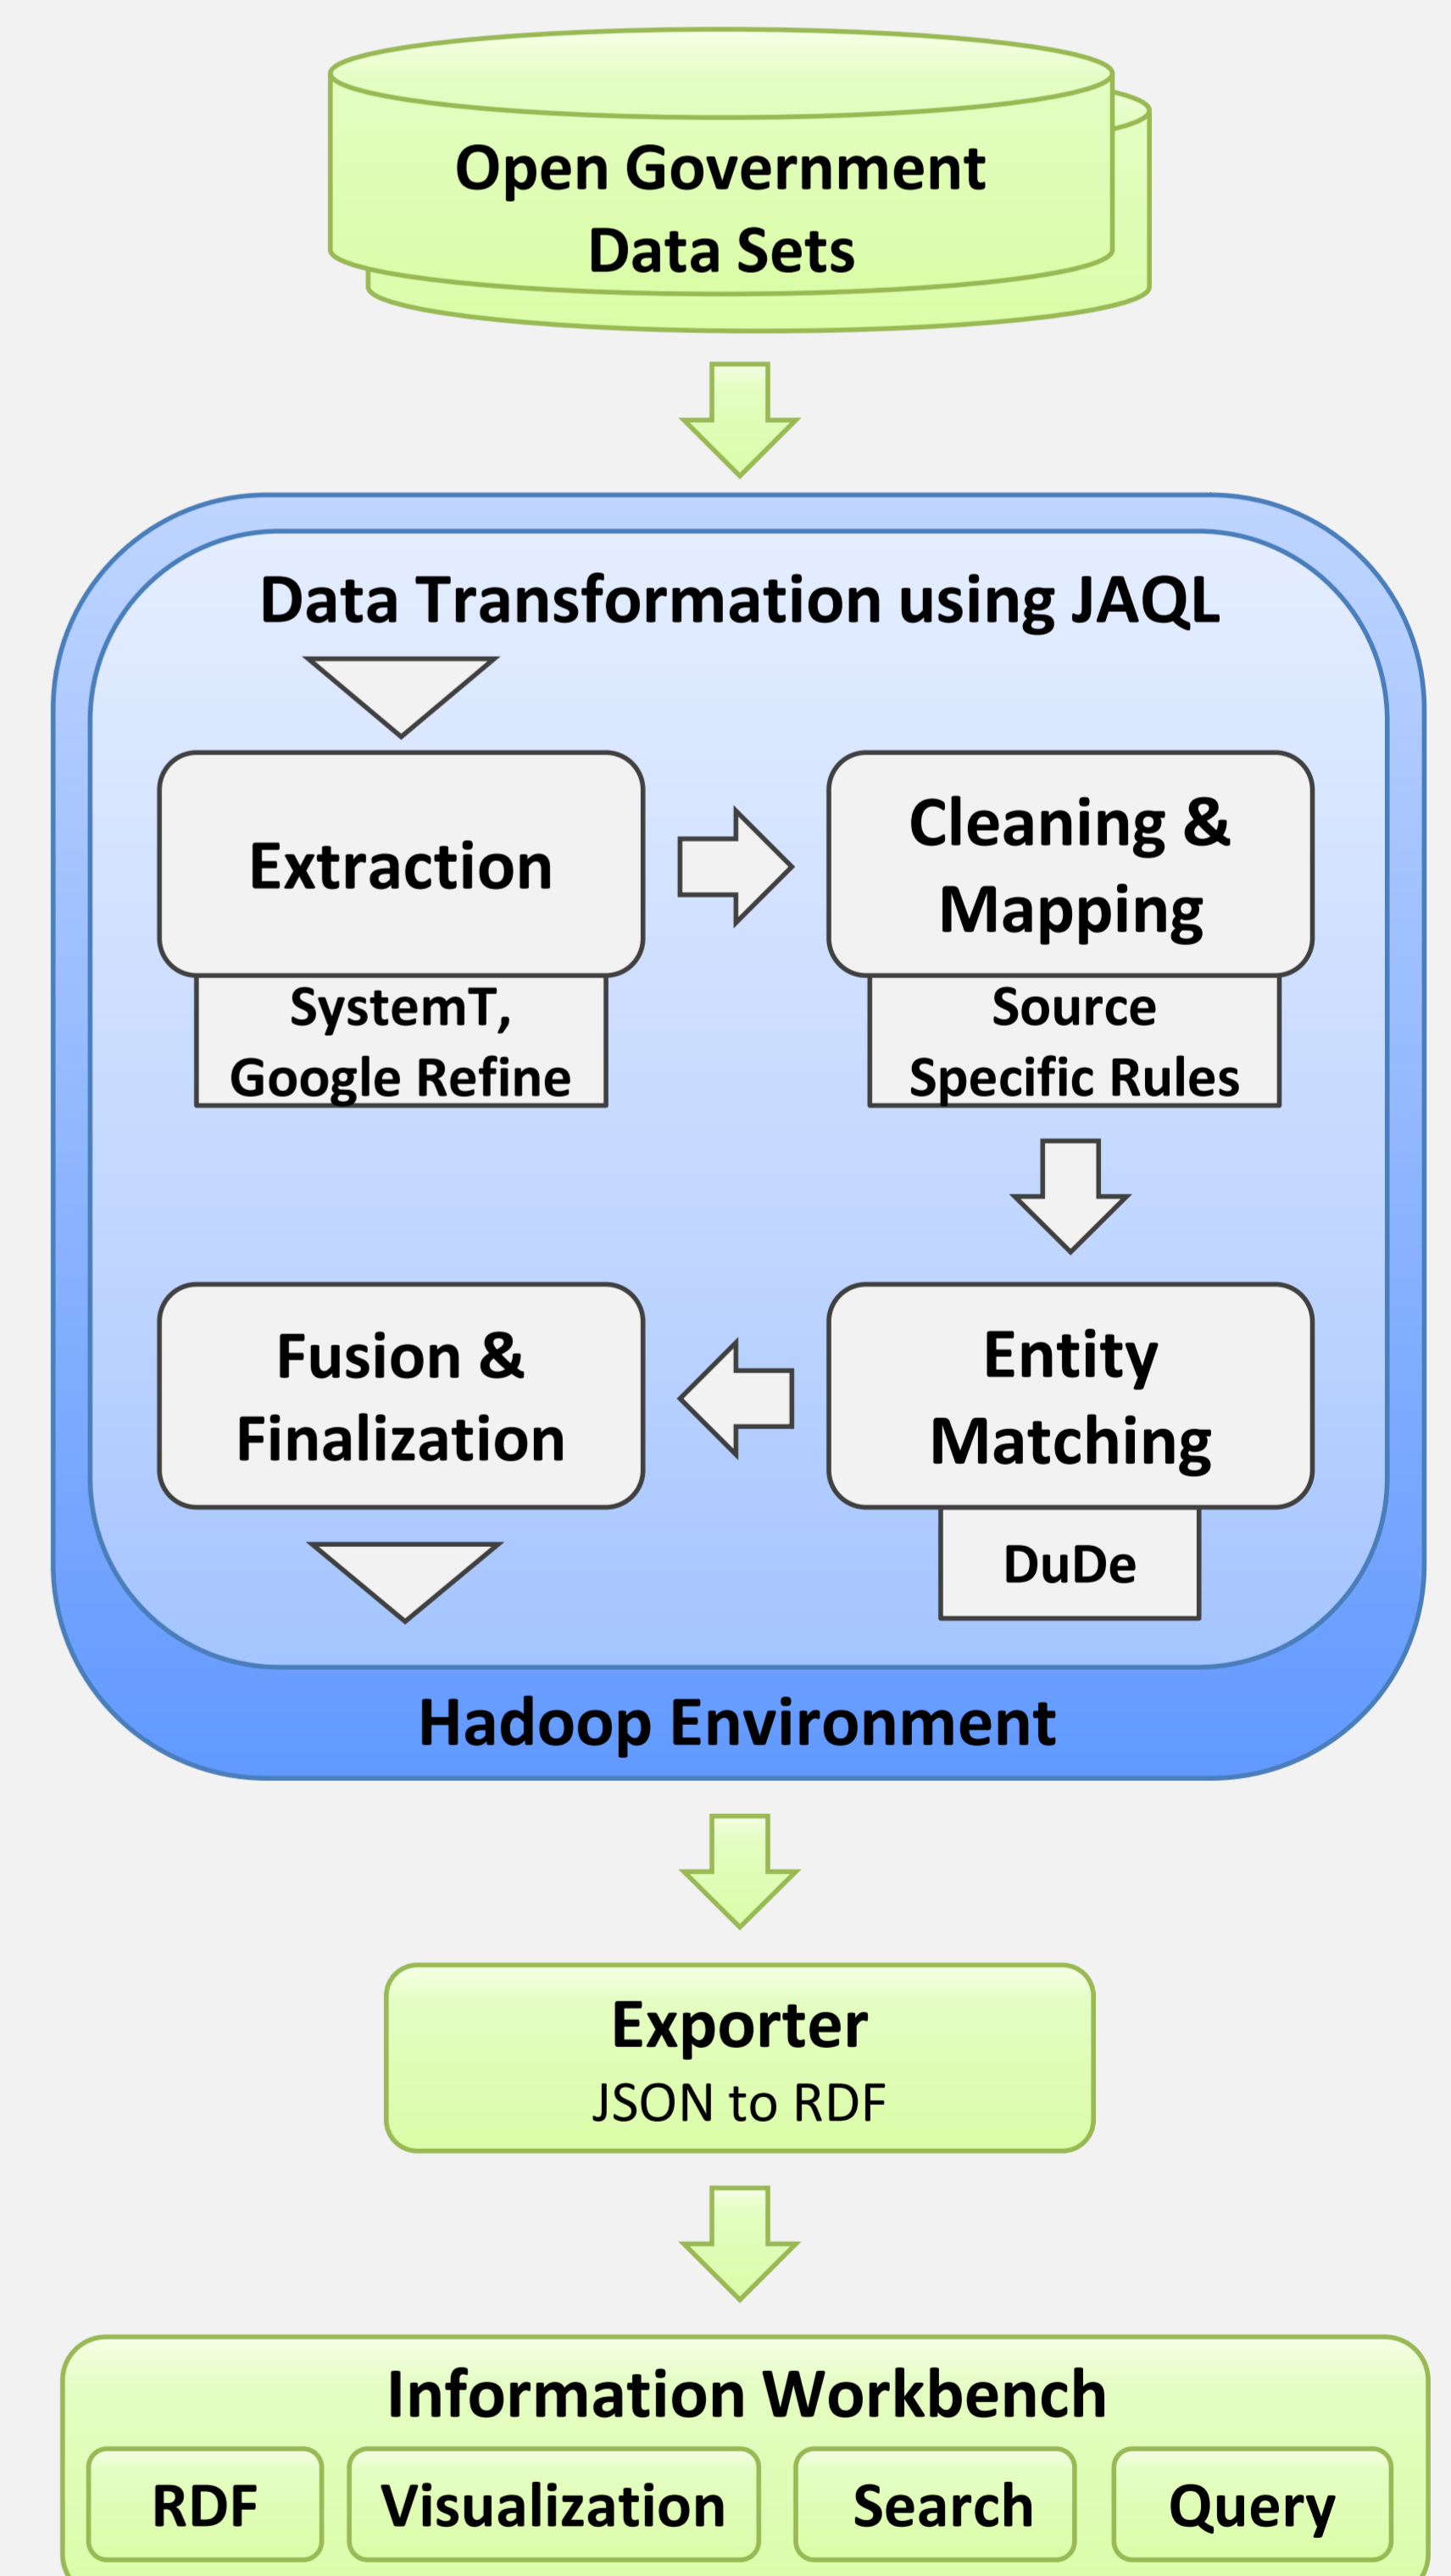 Open Government
Data Sets
Data Transformation using JAQL
Extraction
Cleaning &
Mapping
SystemT,
Google Refine
Source
Specific Rules
Fusion &
Finalization
Entity
Matching
DuDe
Hadoop Environment
Exporter
JSON to RDF
Information Workbench
RDF
Visualization
Search
Query